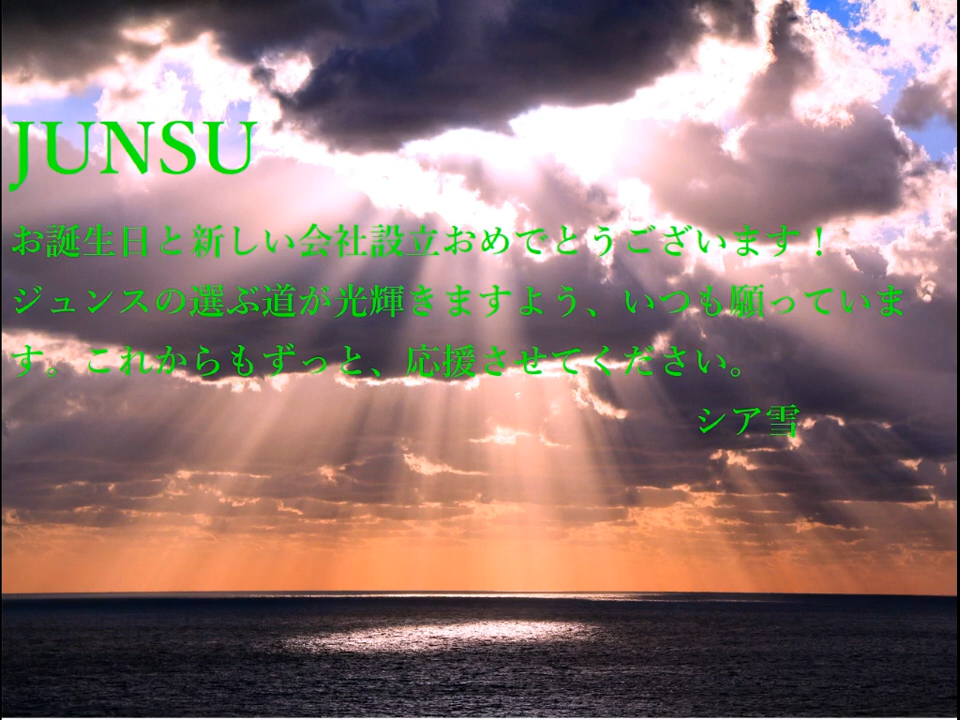 JUNSU
お誕生日と新しい会社設立おめでとうございます！
ジュンスの選ぶ道が光輝きますよう、いつも願っていま
す。これからもずっと、応援させてください。
シア雪